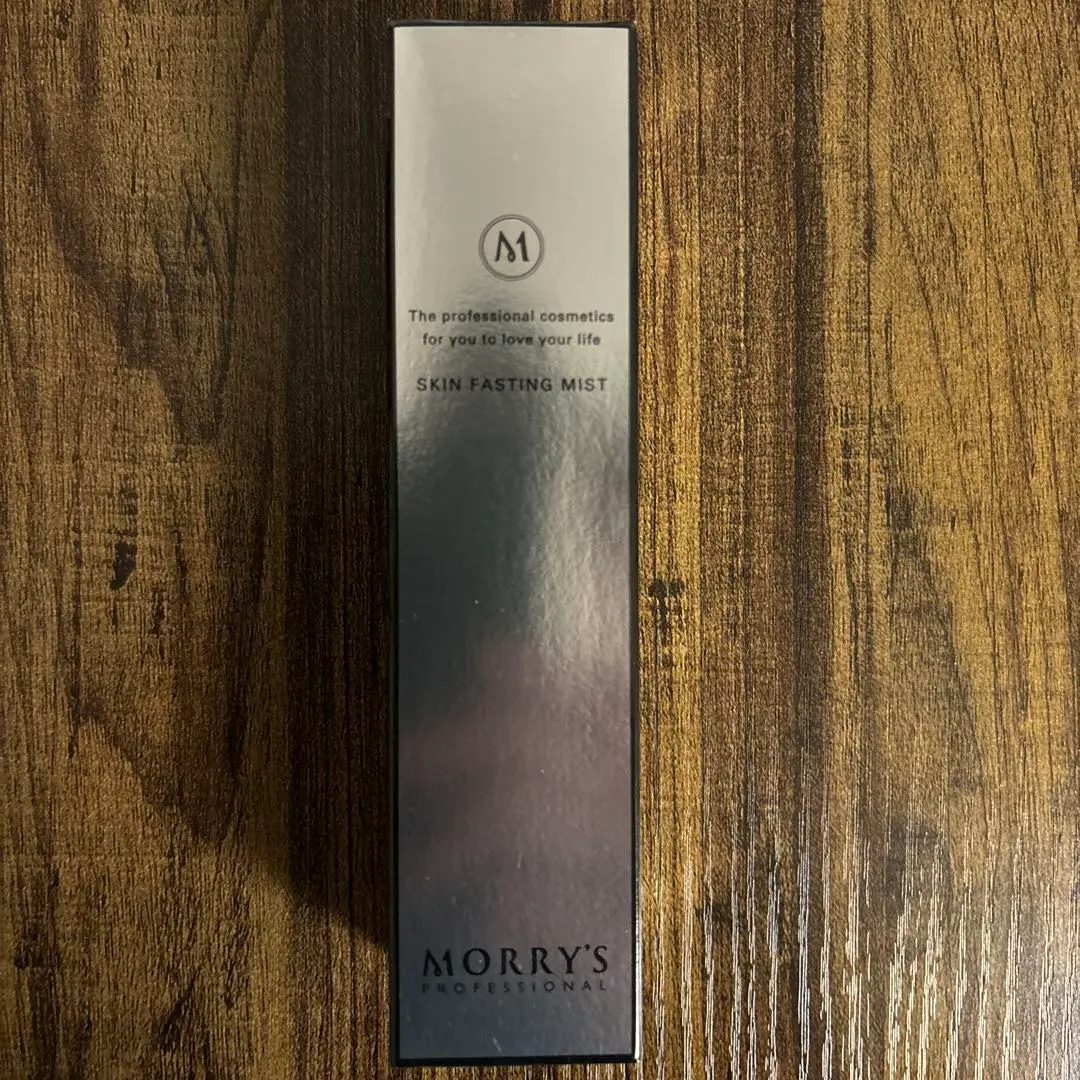 M
The professional cosmetics
for you to love your life
SKIN FASTING MIST
MORRY'S
PROFESSIONAL